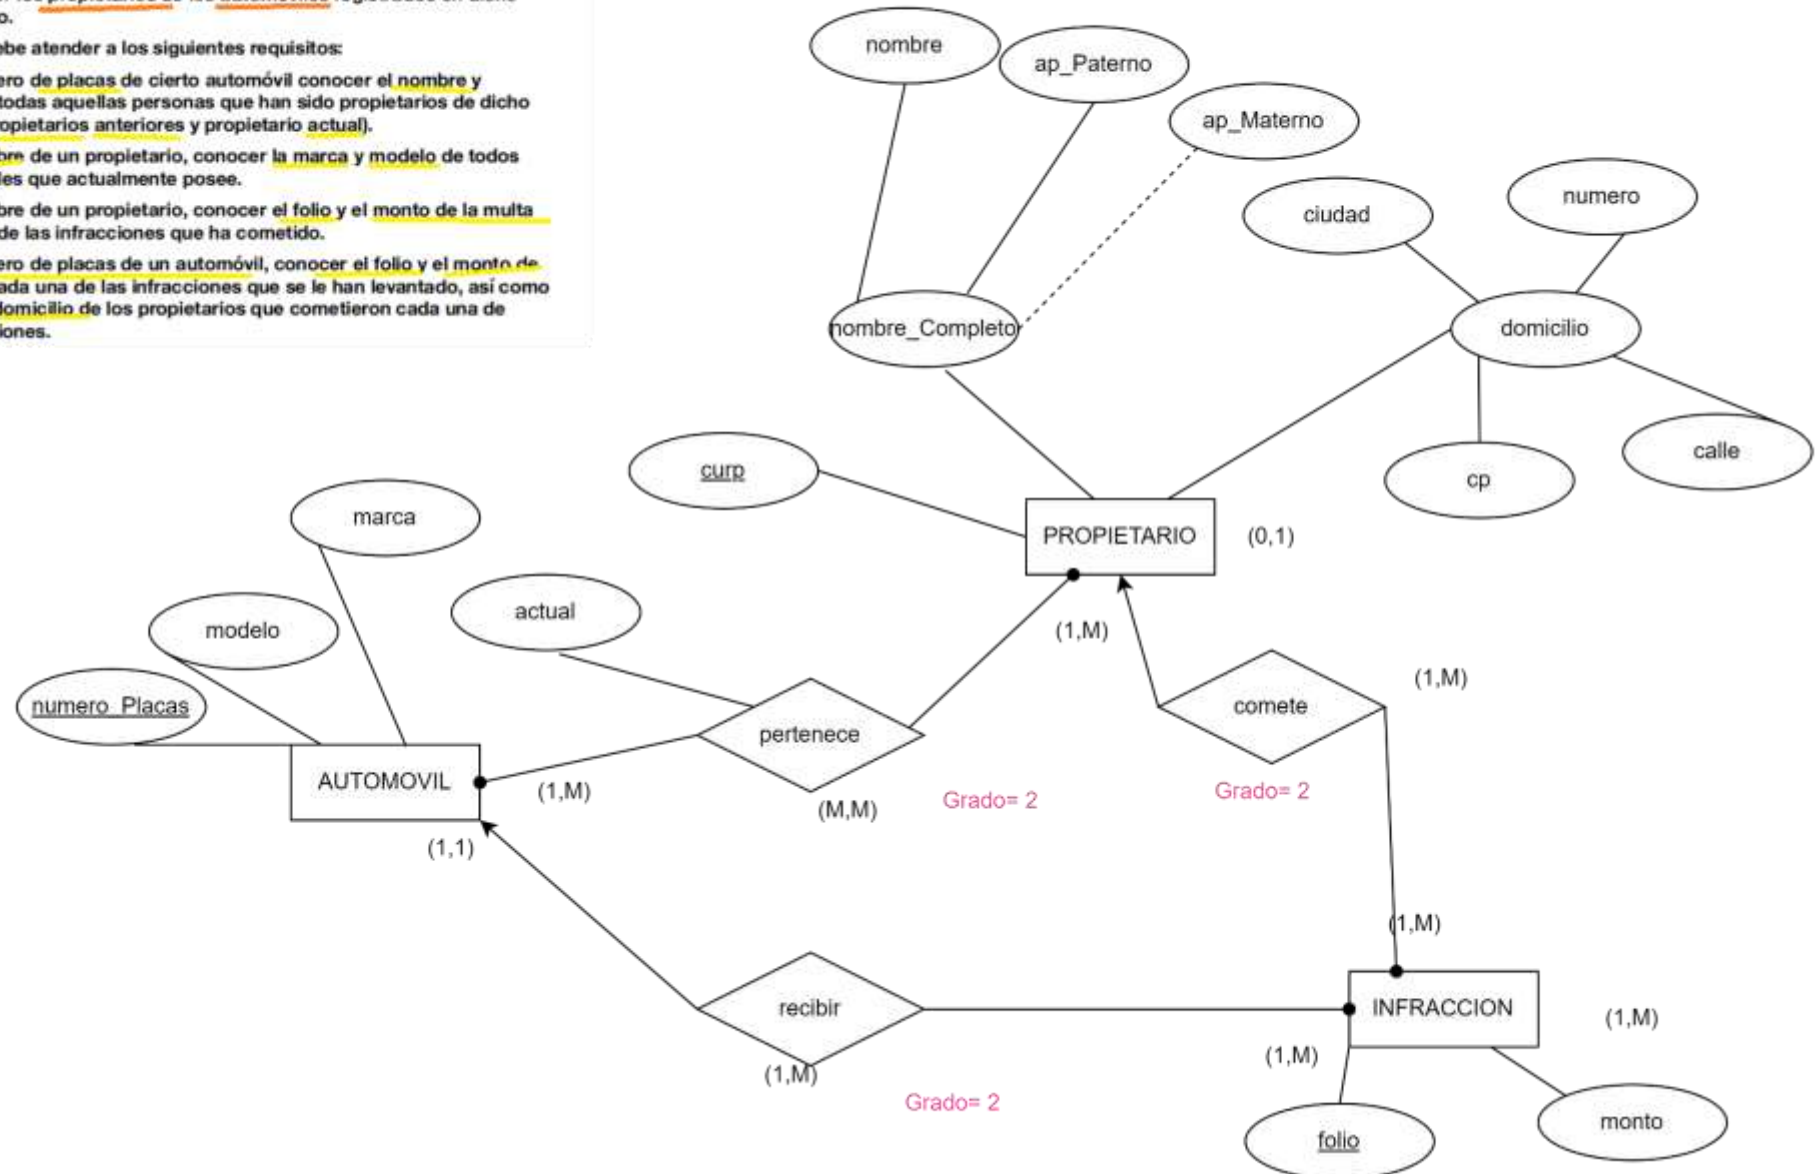 propietarios
automóviles registrados en dicho
o.
ebe atender a los siguientes requisitos:
ero de placas de cierto automóvil conocer el nombre y
todas aquellas personas que han sido propietarios de dicho
opietarios anteriores y propietario actual).
bre de un propietario, conocer la marca y modelo de todos
les que actualmente posee.
bre de un propietario, conocer el folio y el monto de la multa
de las infracciones que ha cometido.
ero de placas de un automóvil, conocer el folio y el monto de
ada una de las infracciones que se le han levantado, así como
domicilio de los propietarios que cometieron cada una de
iones.
nombre
ap_Paterno
ap_Materno
ciudad
numero
nombre_Completo
domicilio
cp
calle
curp
PROPIETARIO
(0,1)
marca
modelo
actual
numero_Placas
(1,M)
comete
(1,M)
pertenece
AUTOMOVIL
(1,M)
(M,M)
Grado= 2
Grado= 2
(1,1)
(1,M)
recibir
INFRACCION
(1,M)
(1,M)
(1,M)
Grado= 2
folio
monto